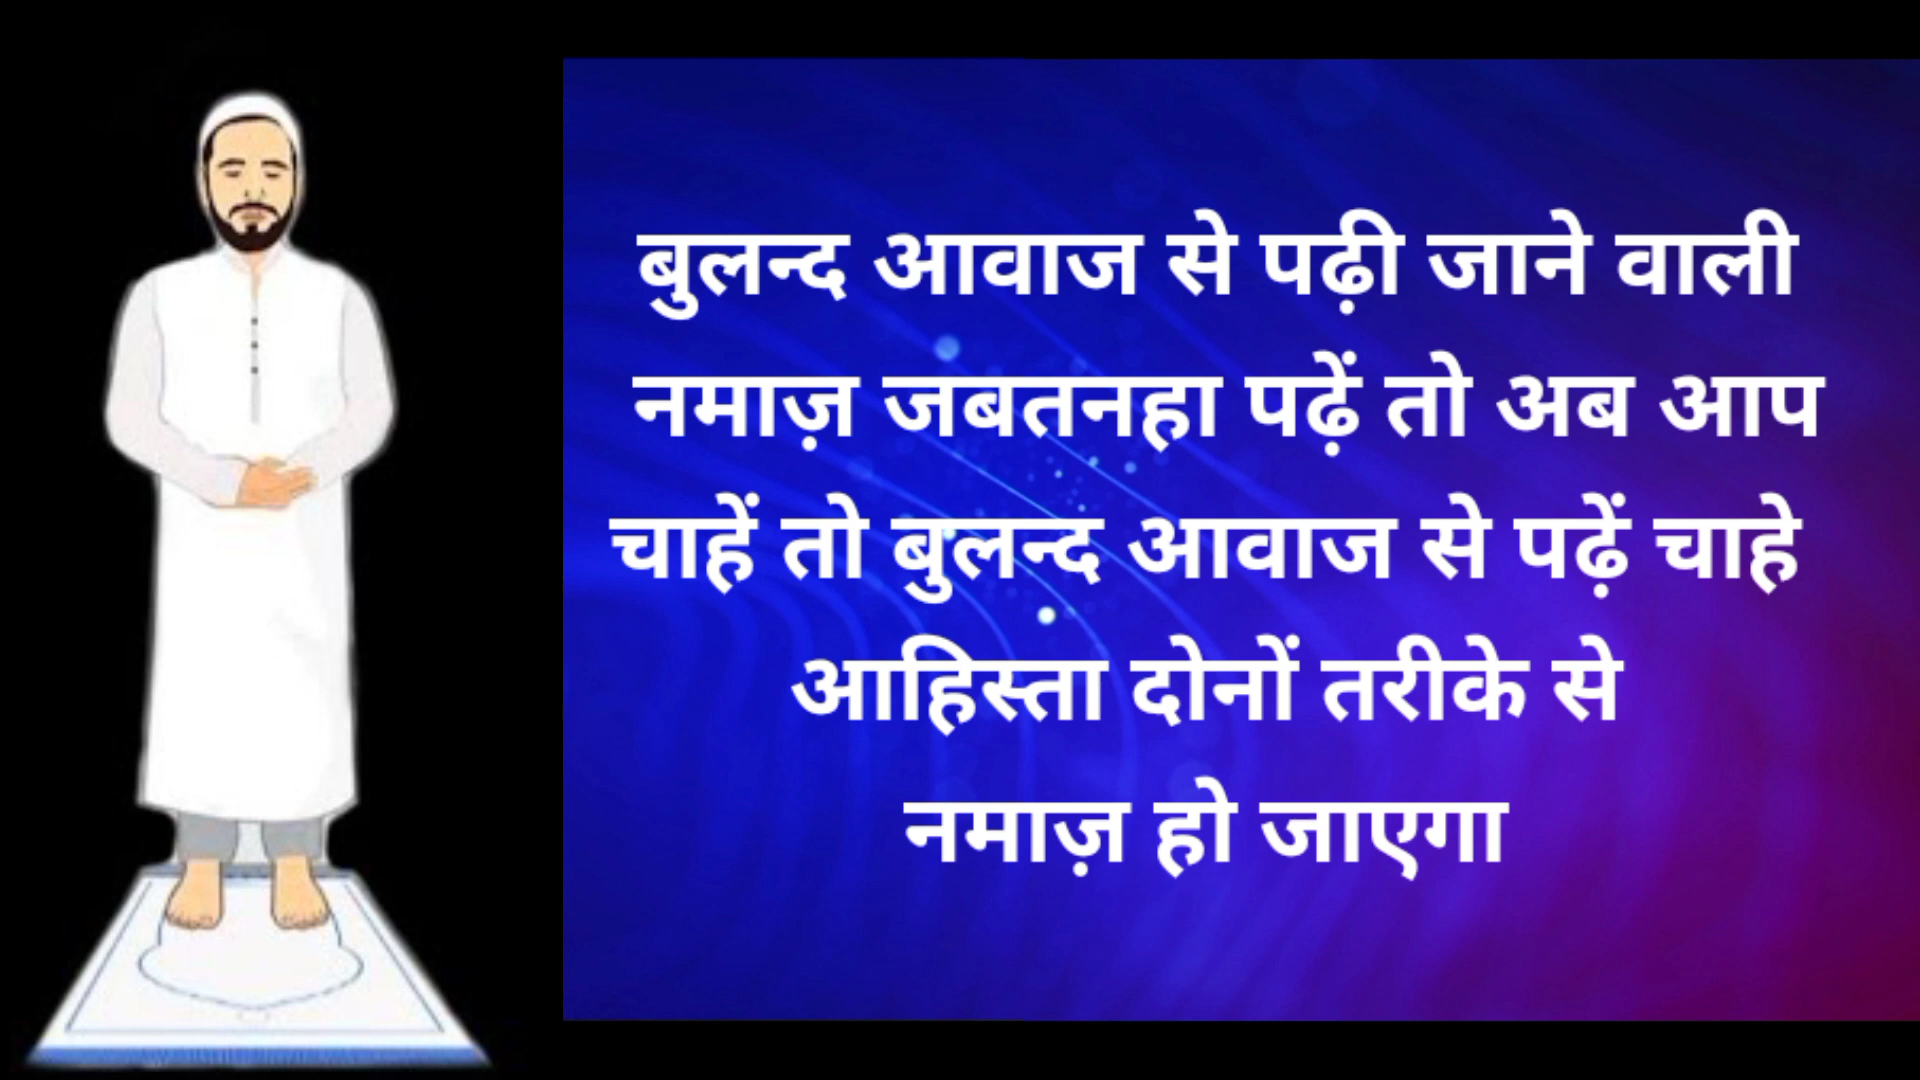 बुलन्द आवाज से पढ़ी जाने वाली
नमाज़ जबतनहा पढ़ें तो अब आप
चाहें तो बुलन्द आवाज से पढ़ें चाहे
आहिस्ता दोनों तरीके से
नमाज़ हो जाएगा